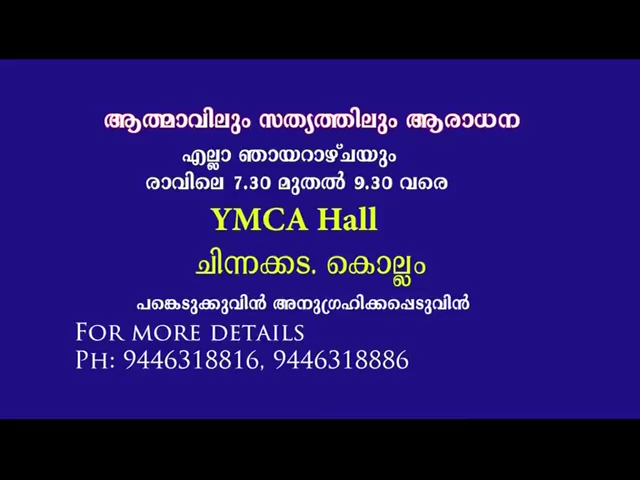 ആത്മാവിലും സത്യത്തിലും ആരാധന
എല്ലാ ഞായറാഴ്ചയും
രാവിലെ 7.30 മുതൽ 9.30 വരെ
YMCA Hall
ചിന്നക്കട. കൊല്ലം
പങ്കെടുക്കുവിൻ അനുഗ്രഹിക്കപ്പെടുവിൻ
For more details
Ph: 9446318816, 9446318886